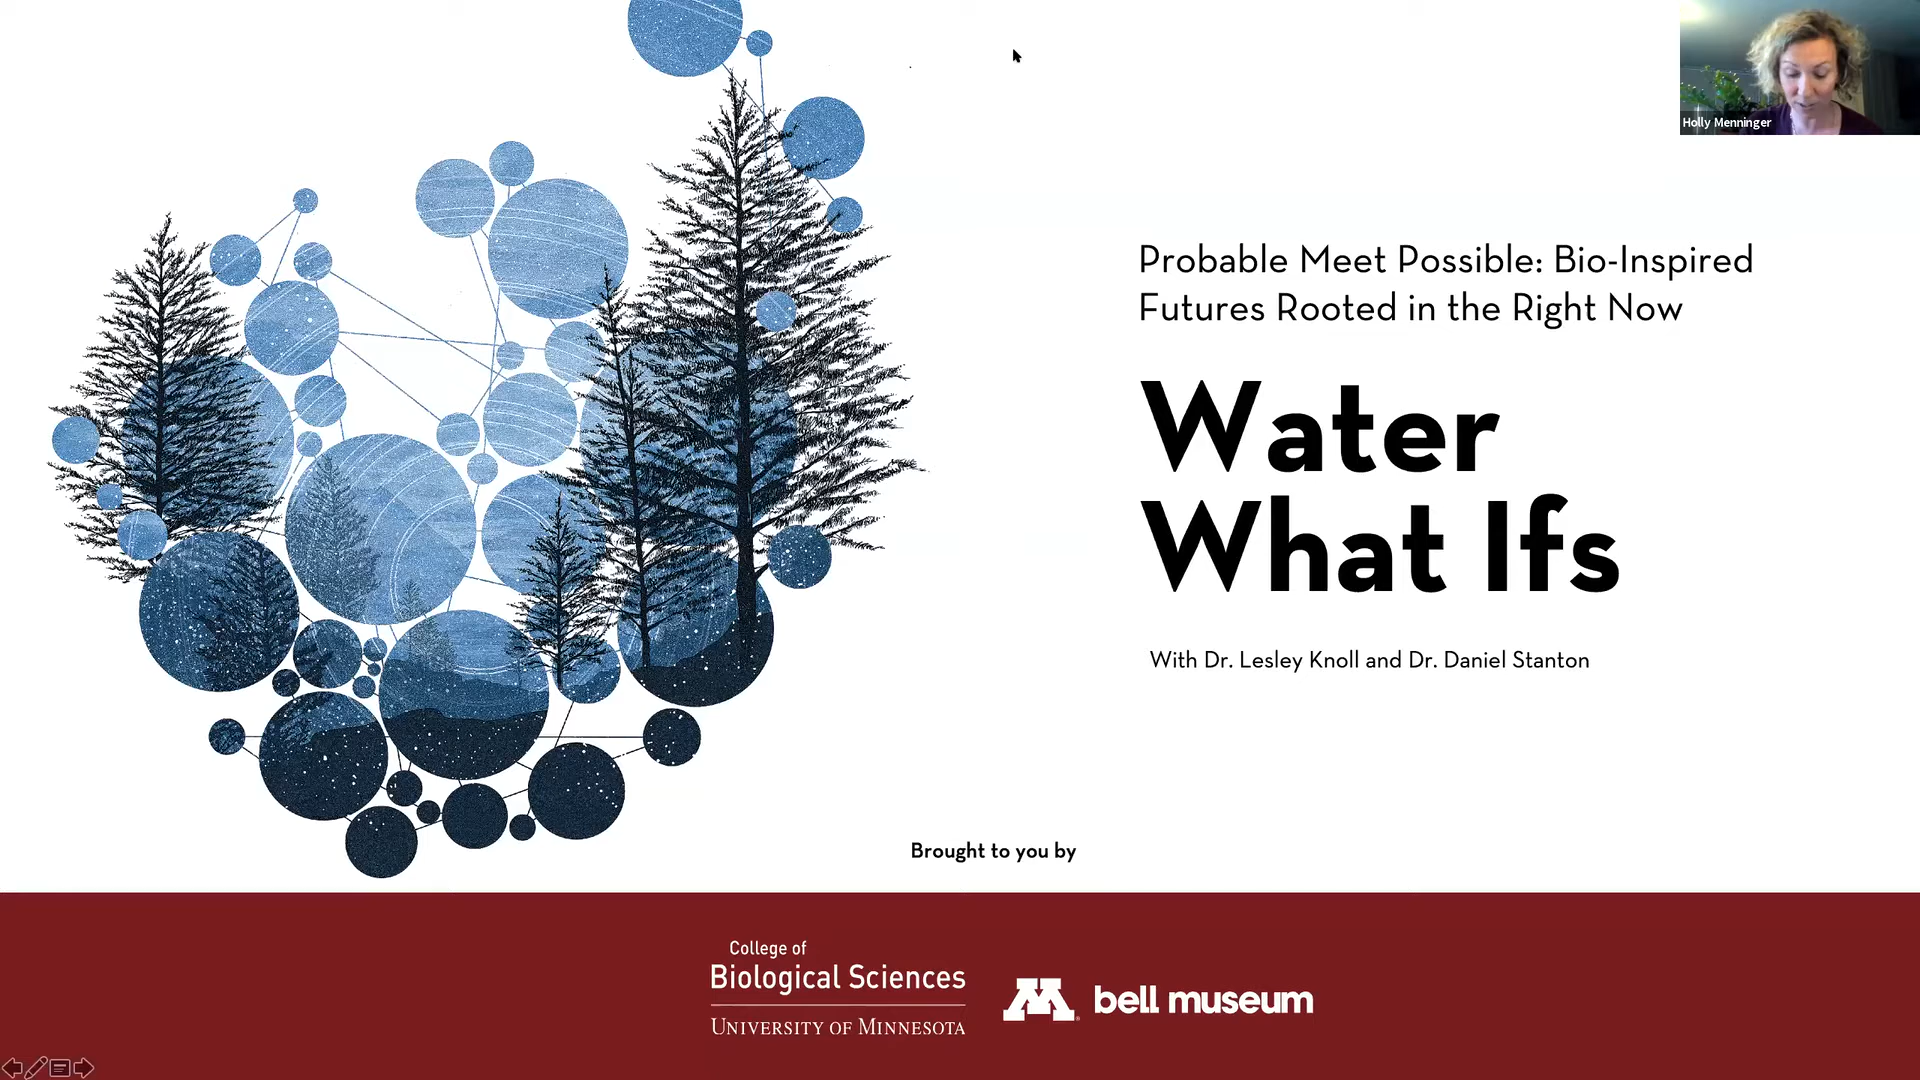 Holly Menninger
Probable Meet Possible: Bio-Inspired
Futures Rooted in the Right Now
Water
What Ifs
With Dr. Lesley Knoll and Dr. Daniel Stanton
Brought to you by
College of
Biological Sciences
University of Minnesota
M
bell museum